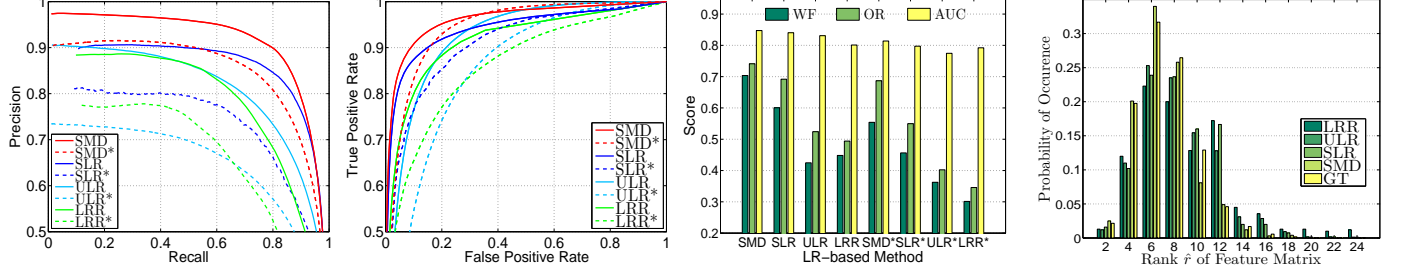 1
0.9
0.8
0.7
0.6
0.5
Precision
0 0.2 0.4 0.6 0.8 1
Recall
SMD
SMD*
SLR
SLR*
ULR
ULR*
LRR
LRR*
1
0.9
0.8
0.7
0.6
0.5
True Positive Rate
0 0.2 0.4 0.6 0.8 1
False Positive Rate
SMD
SMD*
SLR
SLR*
ULR
ULR*
LRR
LRR*
0.9
0.8
0.7
0.6
0.5
0.4
0.3
0.2
Score
WF OR AUC
SMD SLR ULR LRR SMD* SLR* ULR* LRR*
LR-based Method
0.3
0.25
0.2
0.15
0.1
0.05
0
Probability of Occurence
LRR
ULR
SLR
SMD
GT
2 4 6 8 10 12 14 16 18 20 22 24
Rank r̂ of Feature Matrix